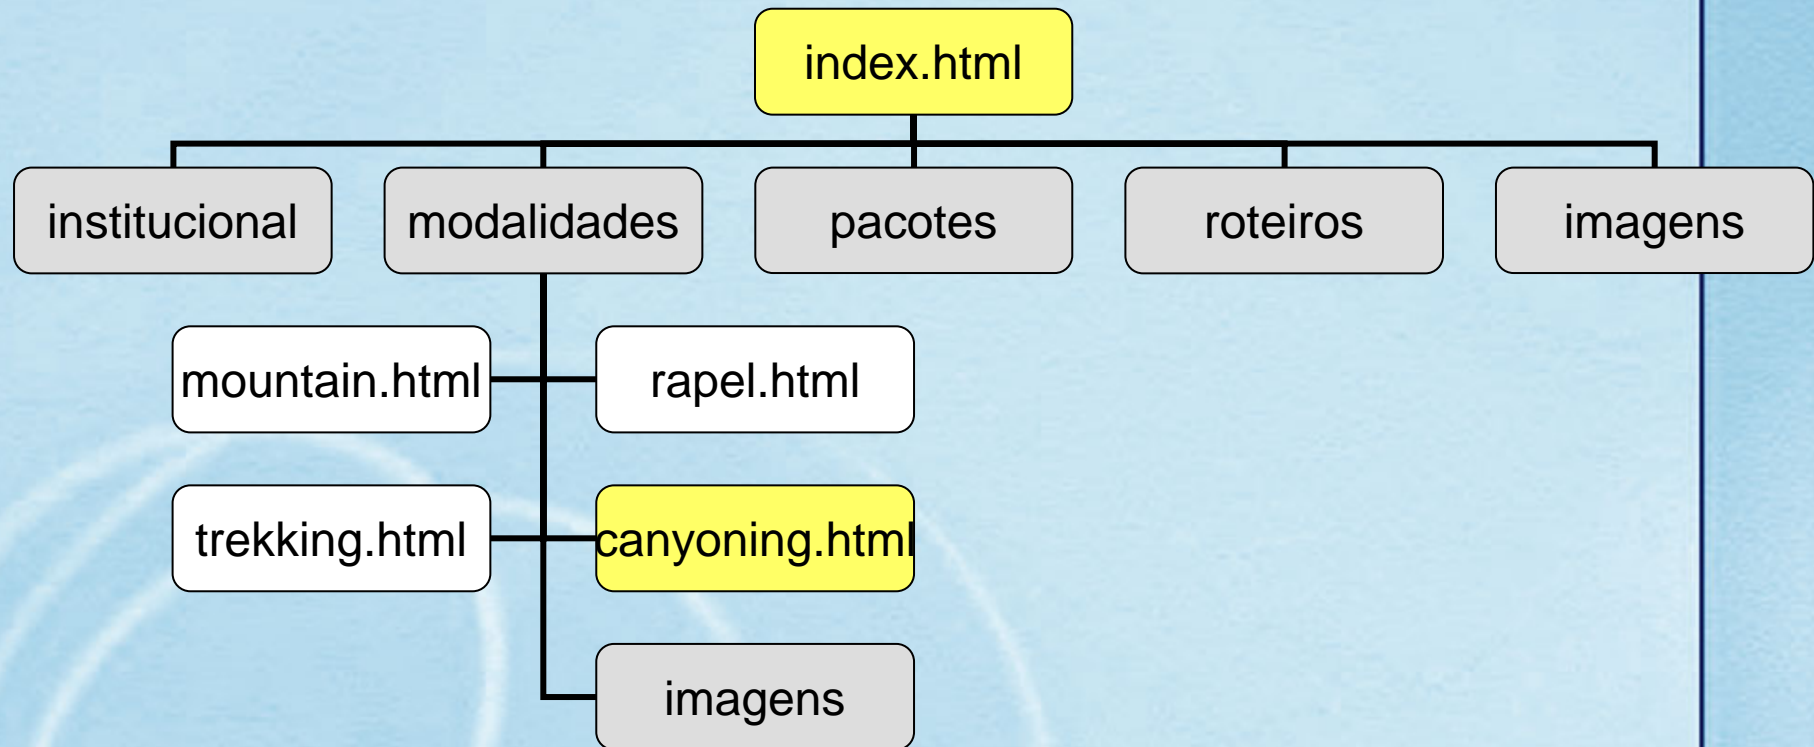 index.html
institucional
modalidades
pacotes
roteiros
imagens
mountain.html
rapel.html
trekking.html
canyoning.html
imagens